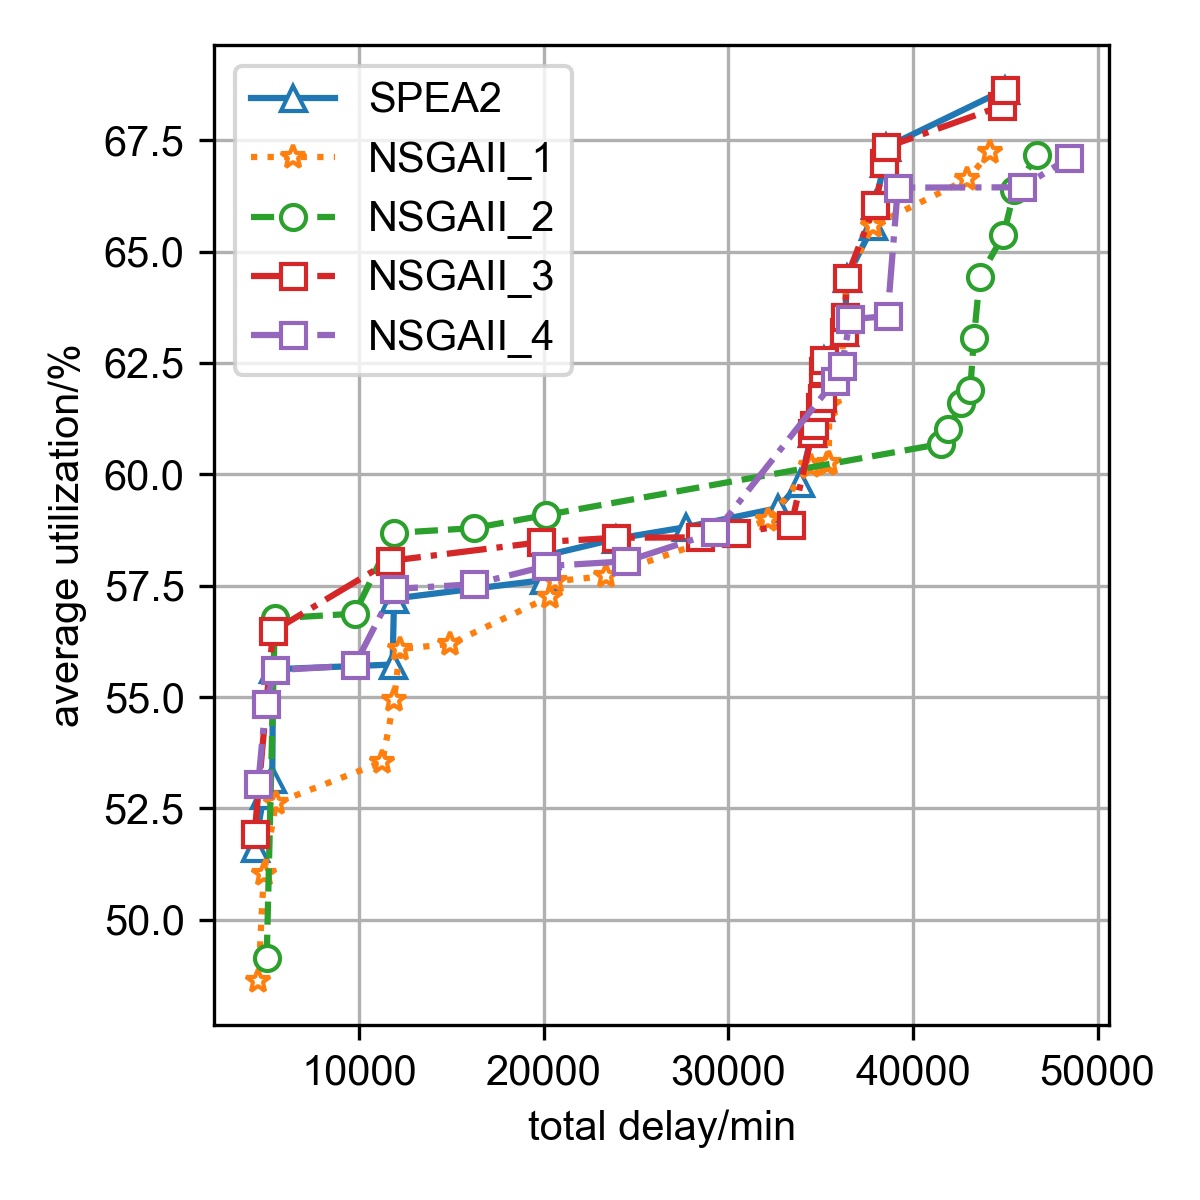 SPEA2
NSGAII_1
NSGAII_2
NSGAII_3
NSGAII_4
67.5
65.0
62.5
60.0
57.5
55.0
52.5
50.0
average utilization/%
10000 20000 30000 40000 50000
total delay/min